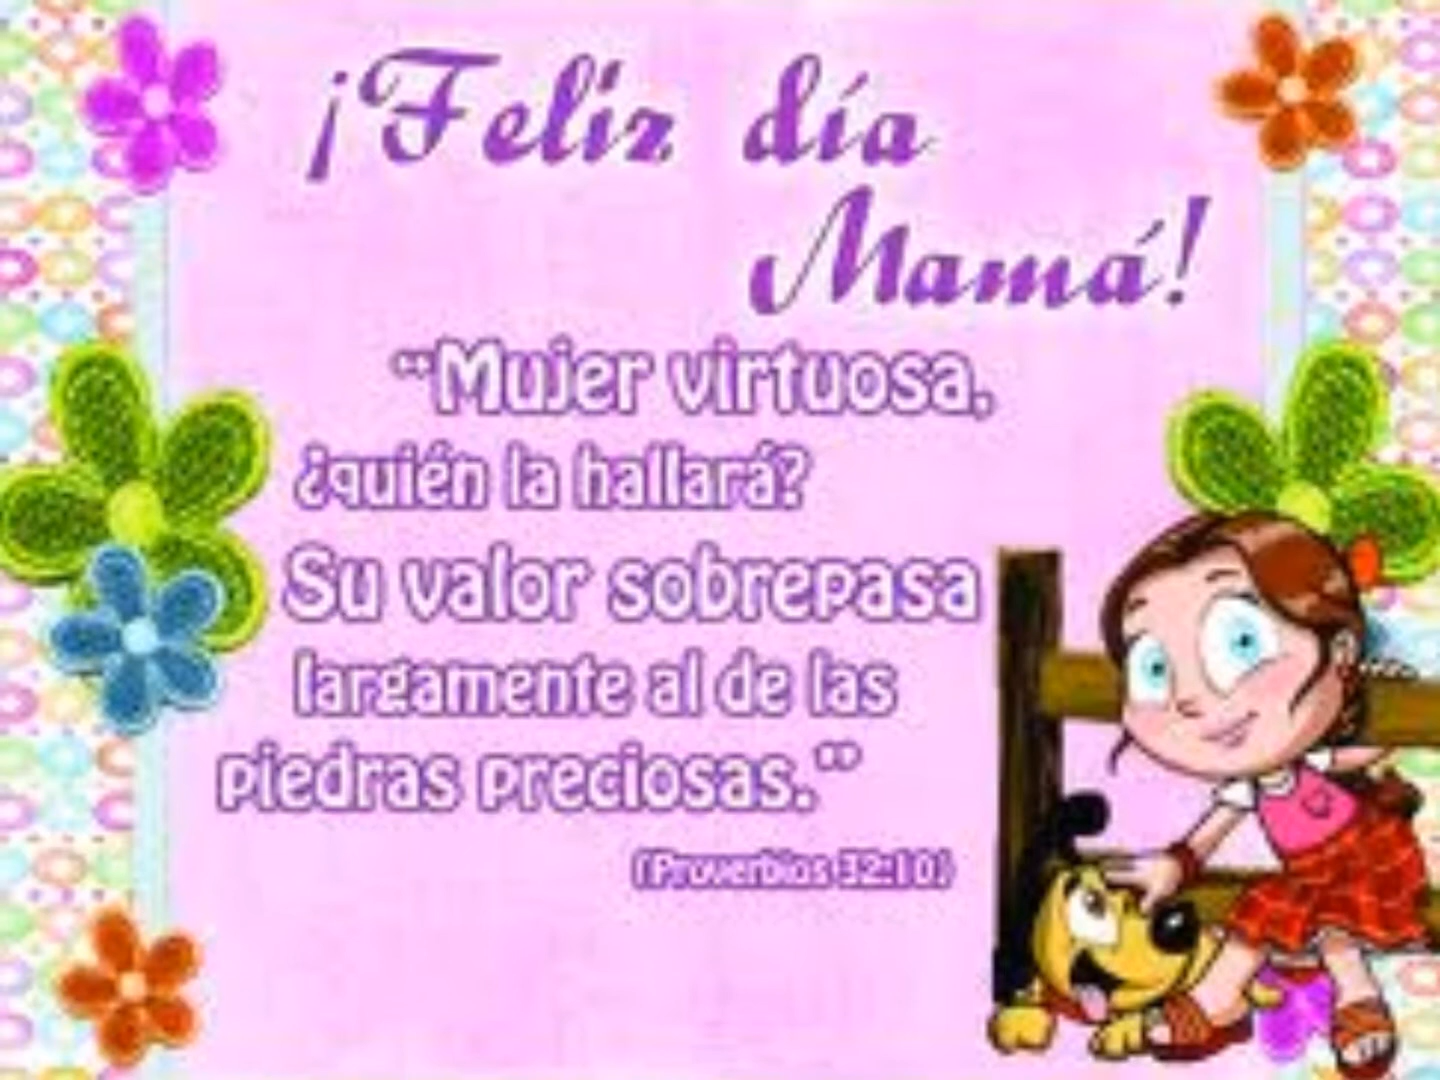 ¡Feliz día
Mamá!
“Mujer virtuosa,
¿quién la hallará?
Su valor sobrepasa
largamente al de las
piedras preciosas.”
(Proverbios 32:10)